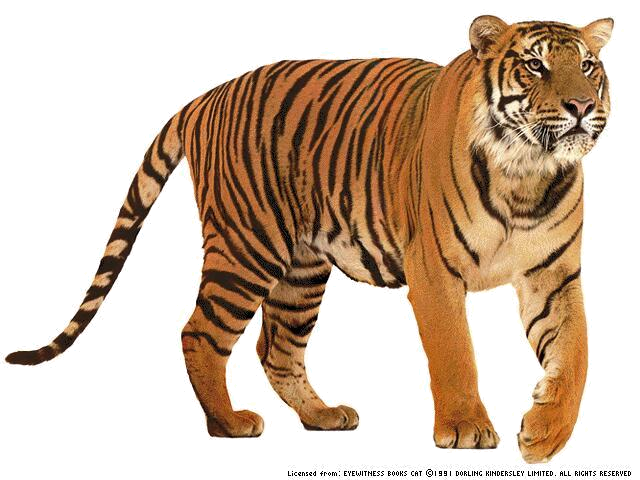 Licensed from: EYEWITNESS BOOKS CAT ©1991 DORLING KINDERSLEY LIMITED. ALL RIGHTS RESERVED